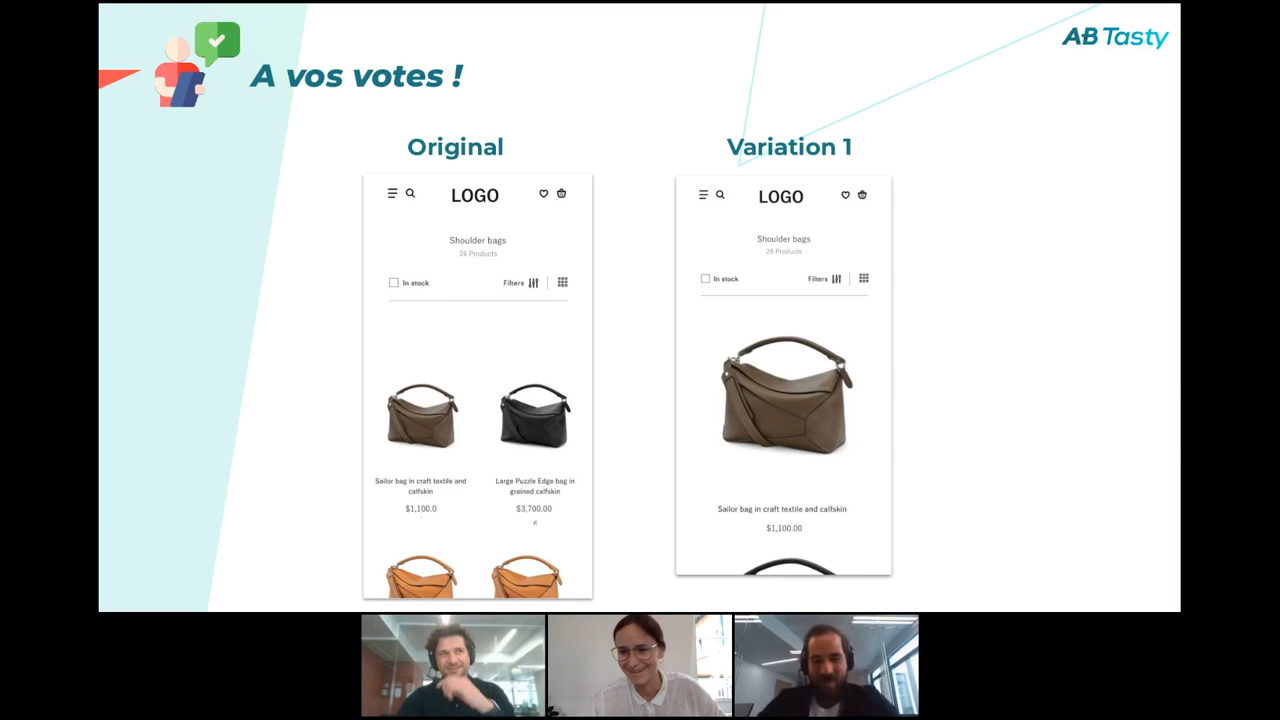 A vos votes !
AB Tasty
Original
LOGO
Shoulder bags
26 Products
In stock
Filters
Sailor bag in craft textile and
calfskin
$1,100.0
Large Puzzle Edge bag in
grained calfskin
$3,700.00
Variation 1
LOGO
Shoulder bags
26 Products
In stock
Filters
Sailor bag in craft textile and calfskin
$1,100.00